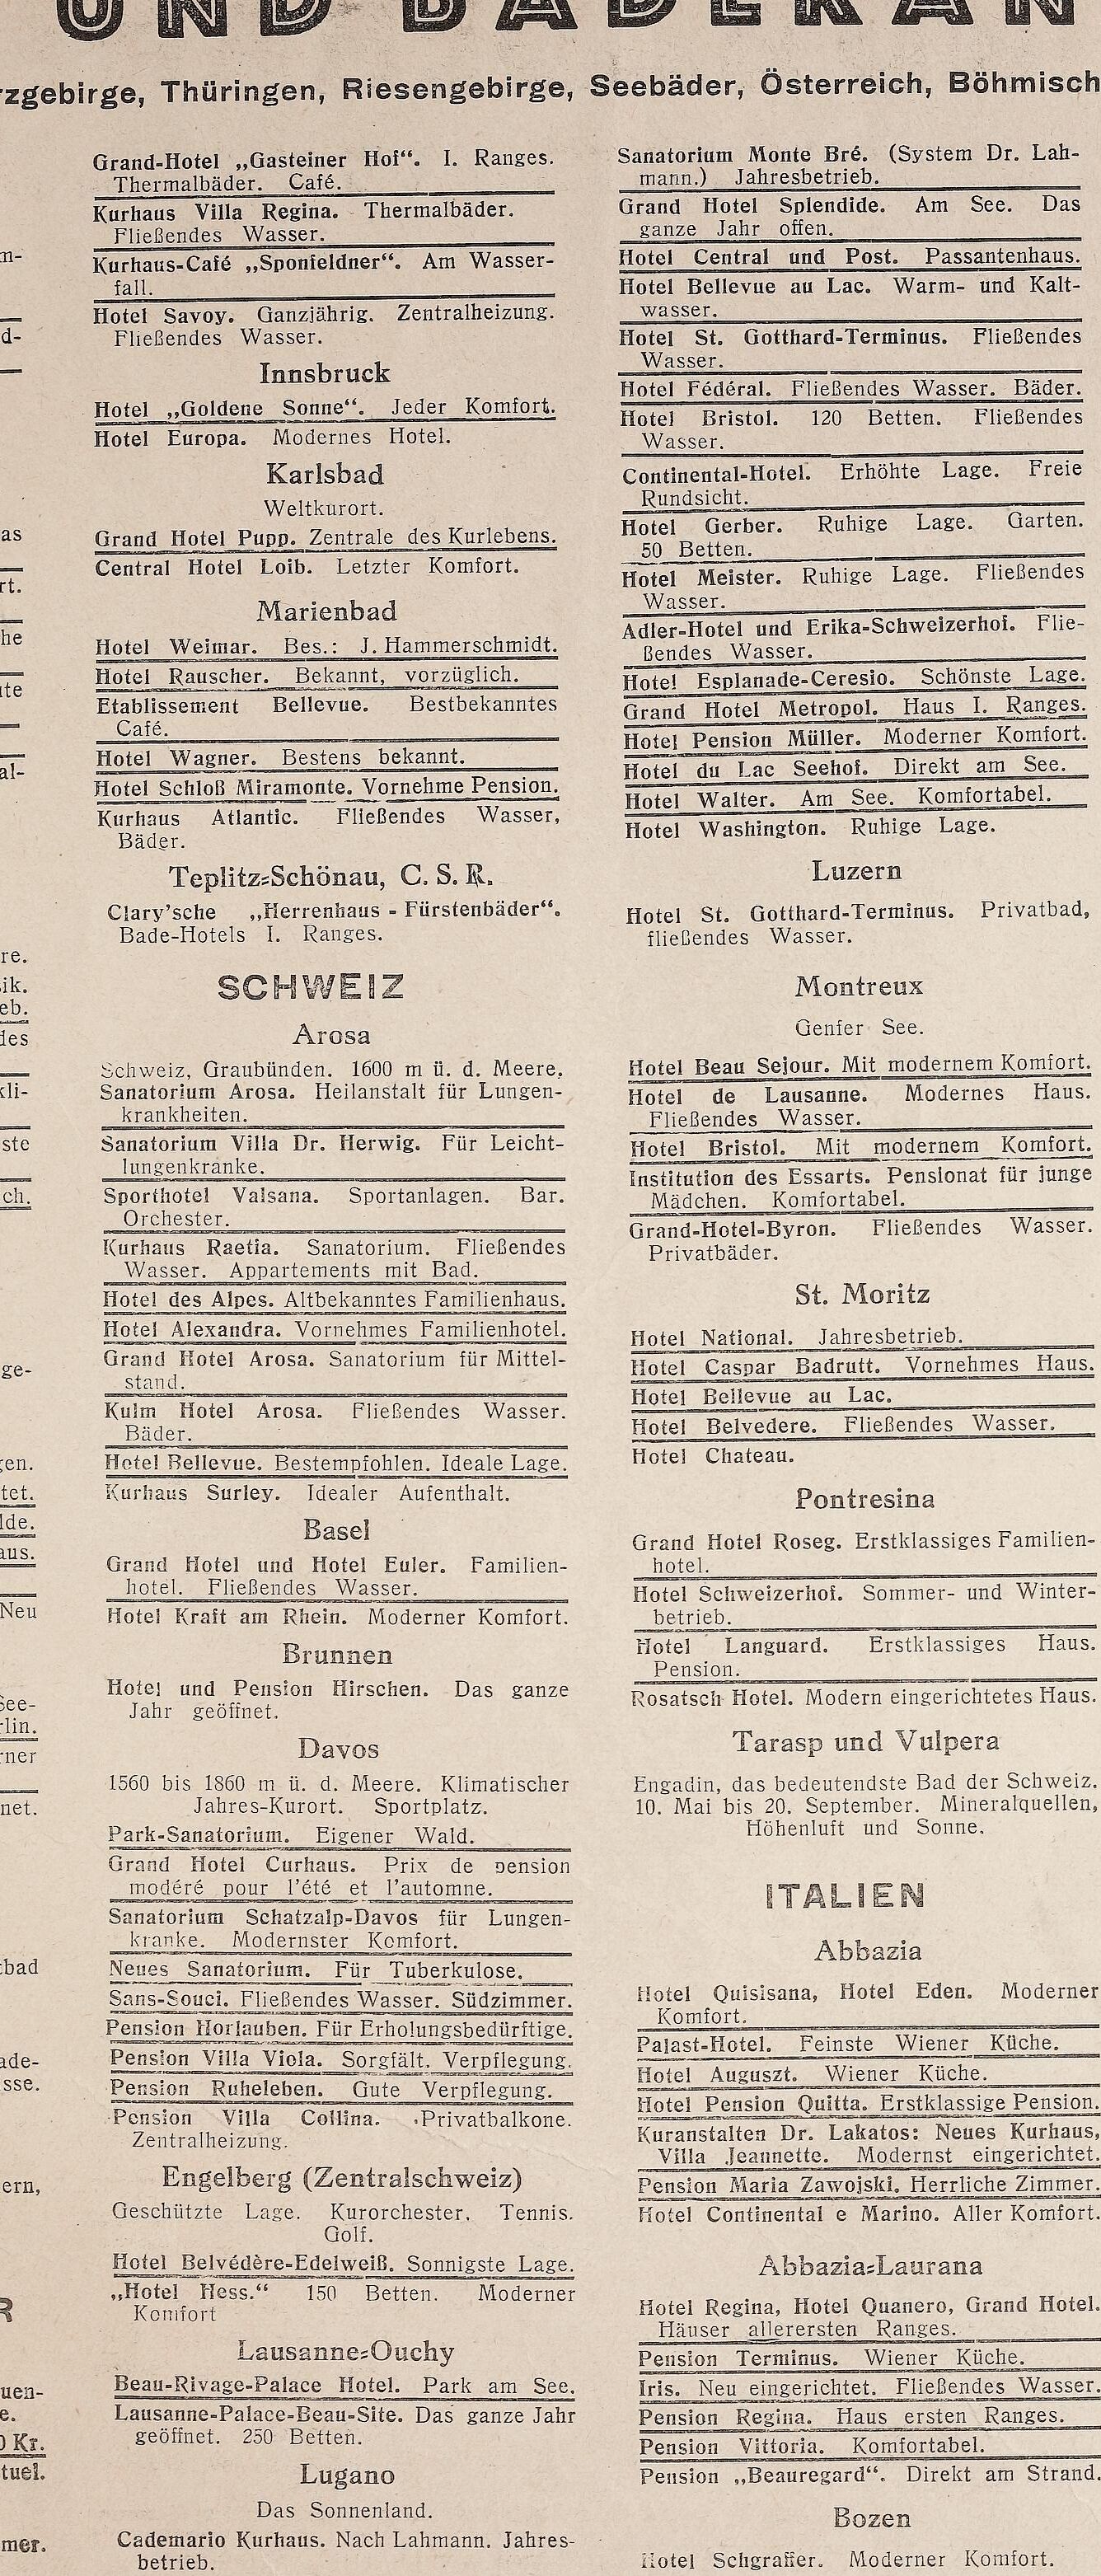 UND BÄDERAN
rzgebirge, Thüringen, Riesengebirge, Seebäder, Österreich, Böhmisch
Grand-Hotel „Gasteiner Hof“. I. Ranges.
Thermalbäder. Café.
Kurhaus Villa Regina. Thermalbäder.
Fließendes Wasser.
Kurhaus-Café „Sponfeldner“. Am Wasser-
fall.
Hotel Savoy. Ganzjährig. Zentralheizung.
Fließendes Wasser.
Innsbruck
Hotel „Goldene Sonne“. Jeder Komfort.
Hotel Europa. Modernes Hotel.
Karlsbad
Weltkurort.
Grand Hotel Pupp. Zentrale des Kurlebens.
Central Hotel Loib. Letzter Komfort.
Marienbad
Hotel Weimar. Bes.: J. Hammerschmidt.
Hotel Rauscher. Bekannt, vorzüglich.
Etablissement Bellevue. Bestbekanntes
Café.
Hotel Wagner. Bestens bekannt.
Hotel Schloß Miramonte. Vornehme Pension.
Kurhaus Atlantic. Fließendes Wasser,
Bäder.
Teplitz-Schönau, C. S. R.
Clary’sche „Herrenhaus - Fürstenbäder“.
Bade-Hotels I. Ranges.
SCHWEIZ
Arosa
Schweiz, Graubünden. 1600 m ü. d. Meere.
Sanatorium Arosa. Heilanstalt für Lungen-
krankheiten.
Sanatorium Villa Dr. Herwig. Für Leicht-
lungenkranke.
Sporthotel Valsana. Sportanlagen. Bar.
Orchester.
Kurhaus Raetia. Sanatorium. Fließendes
Wasser. Appartements mit Bad.
Hotel des Alpes. Altbekanntes Familienhaus.
Hotel Alexandra. Vornehmes Familienhotel.
Grand Hotel Arosa. Sanatorium für Mittel-
stand.
Kulm Hotel Arosa. Fließendes Wasser.
Bäder.
Hotel Bellevue. Bestempfohlen. Ideale Lage.
Kurhaus Surley. Idealer Aufenthalt.
Basel
Grand Hotel und Hotel Euler. Familien-
hotel. Fließendes Wasser.
Hotel Kraft am Rhein. Moderner Komfort.
Brunnen
Hotel und Pension Hirschen. Das ganze
Jahr geöffnet.
Davos
1560 bis 1860 m ü. d. Meere. Klimatischer
Jahres-Kurort. Sportplatz.
Park-Sanatorium. Eigener Wald.
Grand Hotel Curhaus. Prix de pension
modéré pour l’été et l’automne.
Sanatorium Schatzalp-Davos für Lungen-
kranke. Modernster Komfort.
Neues Sanatorium. Für Tuberkulose.
Sans-Souci. Fließendes Wasser. Südzimmer.
Pension Horlauben. Für Erholungsbedürftige.
Pension Villa Viola. Sorgfält. Verpflegung.
Pension Ruheleben. Gute Verpflegung.
Pension Villa Collina. Privatbalkone.
Zentralheizung.
Engelberg (Zentralschweiz)
Geschützte Lage. Kurorchester. Tennis.
Golf.
Hotel Belvédère-Edelweiß. Sonnigste Lage.
„Hotel Hess.“ 150 Betten. Moderner
Komfort
Lausanne-Ouchy
Beau-Rivage-Palace Hotel. Park am See.
Lausanne-Palace-Beau-Site. Das ganze Jahr
geöffnet. 250 Betten.
Lugano
Das Sonnenland.
Cademario Kurhaus. Nach Lahmann. Jahres-
betrieb.
Sanatorium Monte Bré. (System Dr. Lah-
mann.) Jahresbetrieb.
Grand Hotel Splendide. Am See. Das
ganze Jahr offen.
Hotel Central und Post. Passantenhaus.
Hotel Bellevue au Lac. Warm- und Kalt-
wasser.
Hotel St. Gotthard-Terminus. Fließendes
Wasser.
Hotel Fédéral. Fließendes Wasser. Bäder.
Hotel Bristol. 120 Betten. Fließendes
Wasser.
Continental-Hotel. Erhöhte Lage. Freie
Rundsicht.
Hotel Gerber. Ruhige Lage. Garten.
50 Betten.
Hotel Meister. Ruhige Lage. Fließendes
Wasser.
Adler-Hotel und Erika-Schweizerhof. Flie-
ßendes Wasser.
Hotel Esplanade-Ceresio. Schönste Lage.
Grand Hotel Metropol. Haus I. Ranges.
Hotel Pension Müller. Moderner Komfort.
Hotel du Lac Seehof. Direkt am See.
Hotel Walter. Am See. Komfortabel.
Hotel Washington. Ruhige Lage.
Luzern
Hotel St. Gotthard-Terminus. Privatbad,
fließendes Wasser.
Montreux
Genfer See.
Hotel Beau Sejour. Mit modernem Komfort.
Hotel de Lausanne. Modernes Haus.
Fließendes Wasser.
Hotel Bristol. Mit modernem Komfort.
Institution des Essarts. Pensionat für junge
Mädchen. Komfortabel.
Grand-Hotel-Byron. Fließendes Wasser.
Privatbäder.
St. Moritz
Hotel National. Jahresbetrieb.
Hotel Caspar Badrutt. Vornehmes Haus.
Hotel Bellevue au Lac.
Hotel Belvedere. Fließendes Wasser.
Hotel Chateau.
Pontresina
Grand Hotel Roseg. Erstklassiges Familien-
hotel.
Hotel Schweizerhof. Sommer- und Winter-
betrieb.
Hotel Languard. Erstklassiges Haus.
Pension.
Rosatsch Hotel. Modern eingerichtetes Haus.
Tarasp und Vulpera
Engadin, das bedeutendste Bad der Schweiz.
10. Mai bis 20. September. Mineralquellen,
Höhenluft und Sonne.
ITALIEN
Abbazia
Hotel Quisisana, Hotel Eden. Moderner
Komfort.
Palast-Hotel. Feinste Wiener Küche.
Hotel Auguszt. Wiener Küche.
Hotel Pension Quitta. Erstklassige Pension.
Kuranstalten Dr. Lakatos: Neues Kurhaus,
Villa Jeannette. Modernst eingerichtet.
Pension Maria Zawojski. Herrliche Zimmer.
Hotel Continental e Marino. Aller Komfort.
Abbazia-Laurana
Hotel Regina, Hotel Quanero, Grand Hotel.
Häuser allerersten Ranges.
Pension Terminus. Wiener Küche.
Iris. Neu eingerichtet. Fließendes Wasser.
Pension Regina. Haus ersten Ranges.
Pension Vittoria. Komfortabel.
Pension „Beauregard“. Direkt am Strand.
Bozen
Hotel Schgraffer. Moderner Komfort.